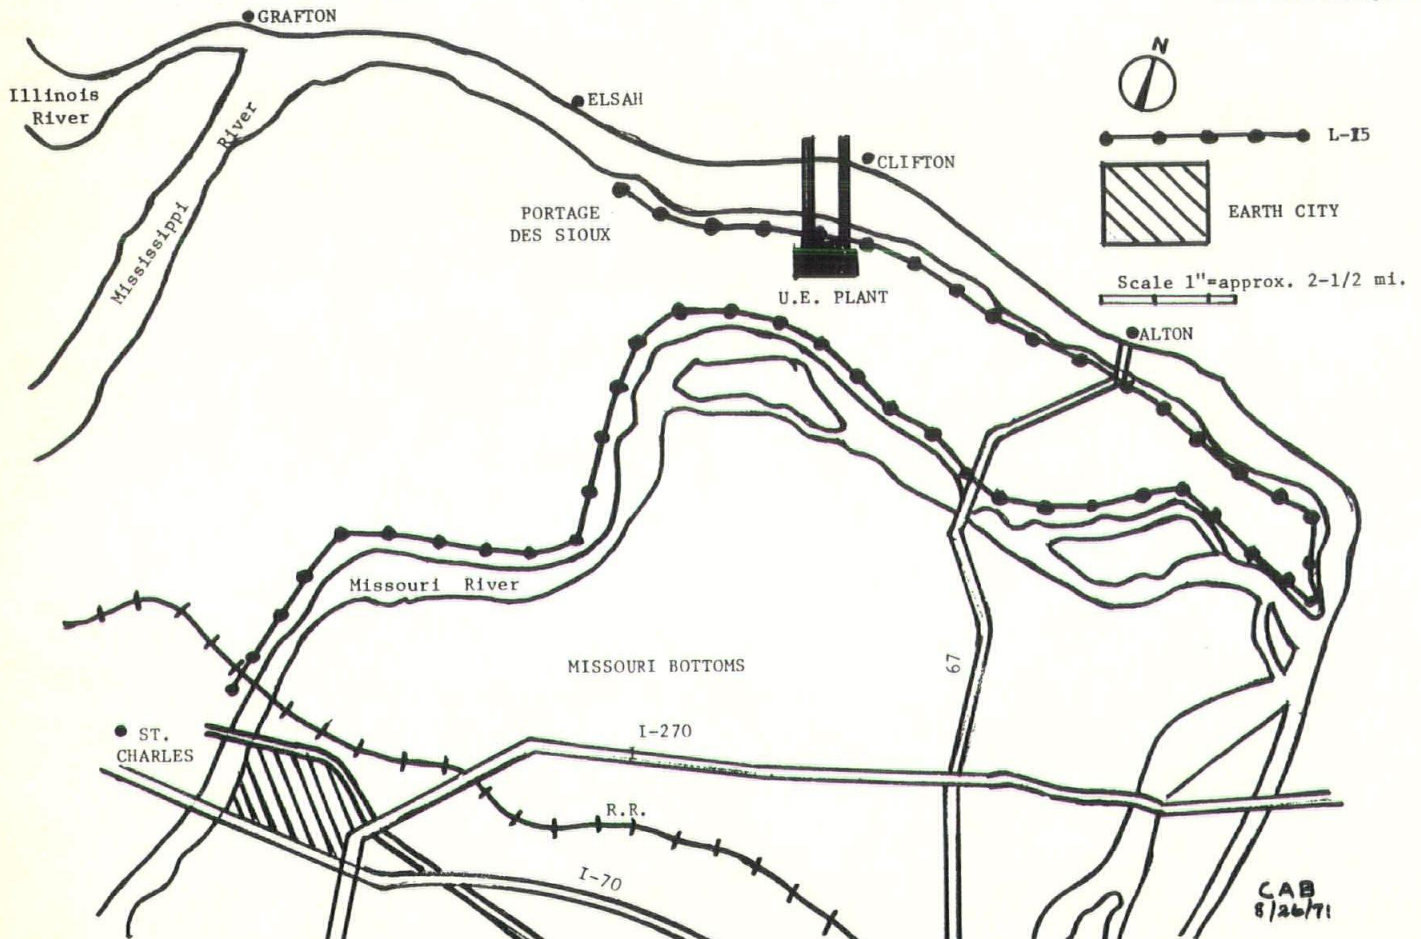 GRAFTON
N
Illinois
River
ELSAH
River
L-15
CLIFTON
PORTAGE
DES SIOUX
EARTH CITY
Mississippi
Scale 1"=approx. 2-1/2 mi.
U.E. PLANT
ALTON
Missouri River
MISSOURI BOTTOMS
67
ST.
CHARLES
I-270
I
R.R.
I-70
CAB
8/26/71